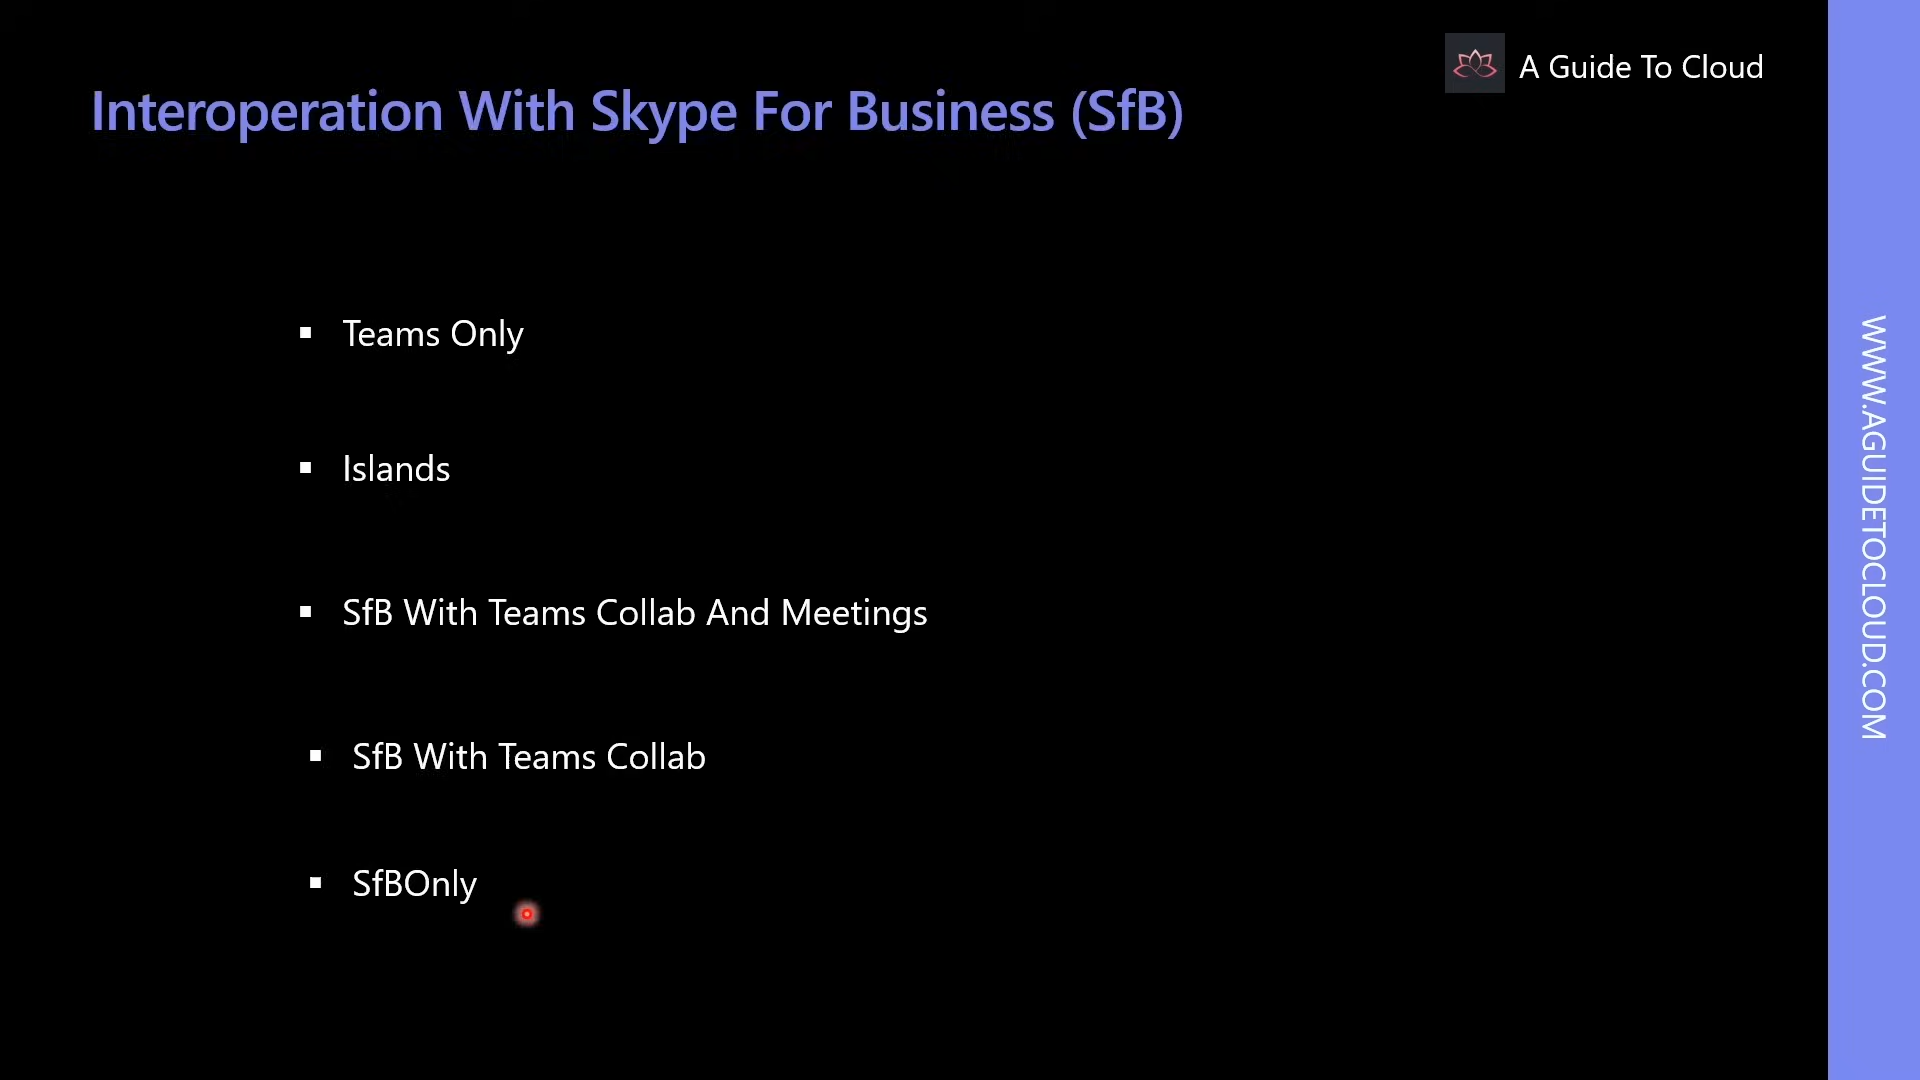 A Guide To Cloud
Interoperation With Skype For Business (SfB)
▪ Teams Only
▪ Islands
▪ SfB With Teams Collab And Meetings
▪ SfB With Teams Collab
▪ SfBOnly
WWW.AGUIDETOCLOUD.COM